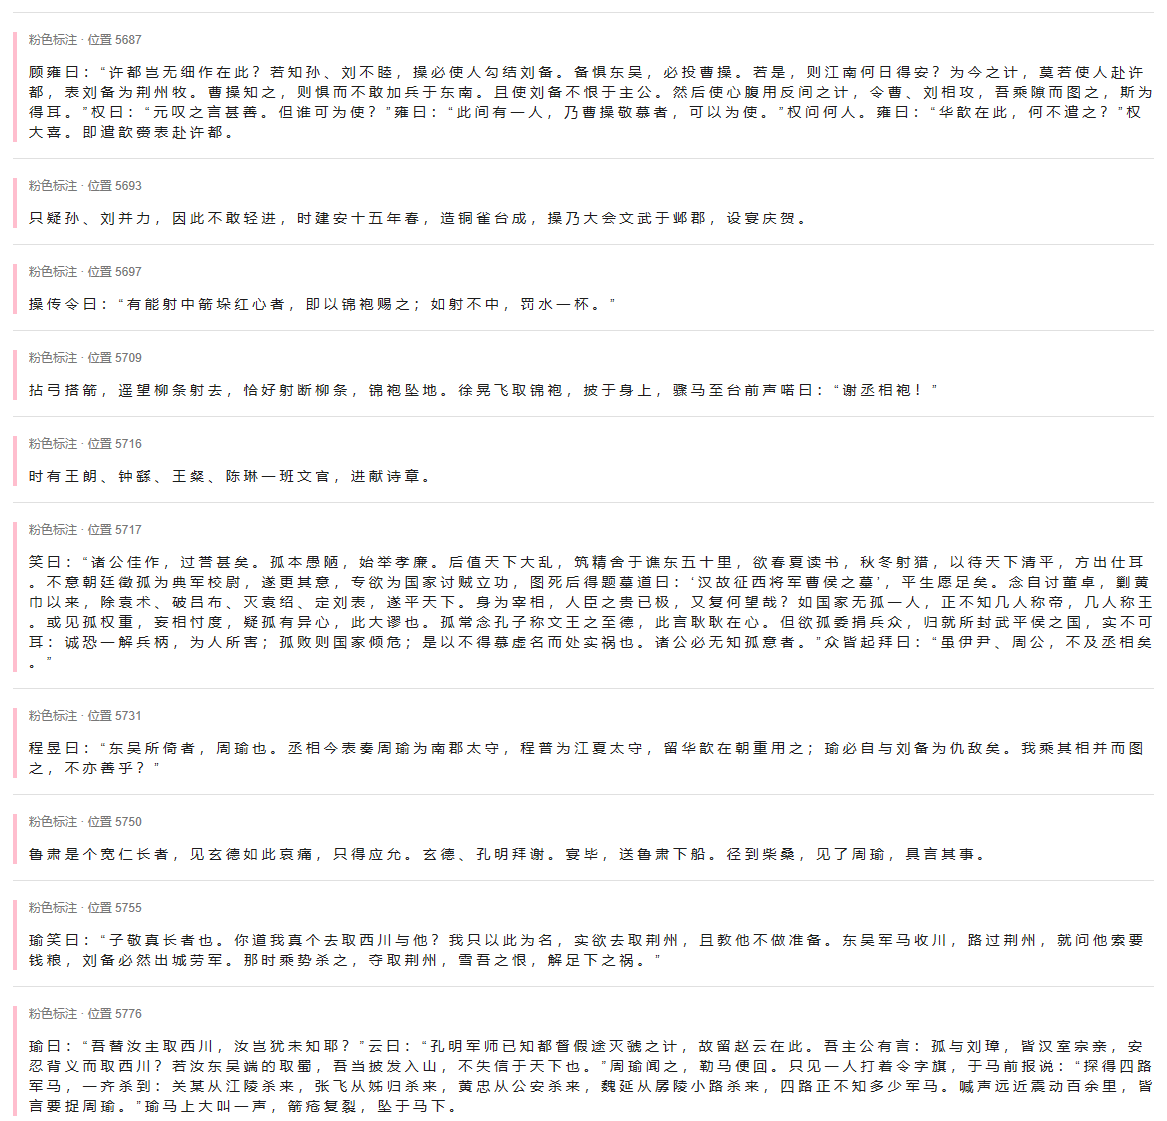 粉色标注 · 位置 5687
顾雍曰：“许都岂无细作在此？若知孙、刘不睦，操必使人勾结刘备。备惧东吴，必投曹操。若是，则江南何日得安？为今之计，莫若使人赴许
都，表刘备为荆州牧。曹操知之，则惧而不敢加兵于东南。且使刘备不恨于主公。然后使心腹用反间之计，令曹、刘相攻，吾乘隙而图之，斯为
得耳。”权曰：“元叹之言甚善。但谁可为使？”雍曰：“此间有一人，乃曹操敬慕者，可以为使。”权问何人。雍曰：“华歆在此，何不遣之？”权
大喜。即遣歆赍表赴许都。
粉色标注 · 位置 5693
只疑孙、刘并力，因此不敢轻进，时建安十五年春，造铜雀台成，操乃大会文武于邺郡，设宴庆贺。
粉色标注 · 位置 5697
操传令曰：“有能射中箭垛红心者，即以锦袍赐之；如射不中，罚水一杯。”
粉色标注 · 位置 5709
拈弓搭箭，遥望柳条射去，恰好射断柳条，锦袍坠地。徐晃飞取锦袍，披于身上，骤马至台前声喏曰：“谢丞相袍！”
粉色标注 · 位置 5716
时有王朗、钟繇、王粲、陈琳一班文官，进献诗章。
粉色标注 · 位置 5717
笑曰：“诸公佳作，过誉甚矣。孤本愚陋，始举孝廉。后值天下大乱，筑精舍于谯东五十里，欲春夏读书，秋冬射猎，以待天下清平，方出仕耳
。不意朝廷徵孤为典军校尉，遂更其意，专欲为国家讨贼立功，图死后得题墓道曰：‘汉故征西将军曹侯之墓’，平生愿足矣。念自讨董卓，剿黄
巾以来，除袁术、破吕布、灭袁绍、定刘表，遂平天下。身为宰相，人臣之贵已极，又复何望哉？如国家无孤一人，正不知几人称帝，几人称王
。或见孤权重，妄相忖度，疑孤有异心，此大谬也。孤常念孔子称文王之至德，此言耿耿在心。但欲孤委捐兵众，归就所封武平侯之国，实不可
耳：诚恐一解兵柄，为人所害；孤败则国家倾危；是以不得慕虚名而处实祸也。诸公必无知孤意者。”众皆起拜曰：“虽伊尹、周公，不及丞相矣
。”
粉色标注 · 位置 5731
程昱曰：“东吴所倚者，周瑜也。丞相今表奏周瑜为南郡太守，程普为江夏太守，留华歆在朝重用之；瑜必自与刘备为仇敌矣。我乘其相并而图
之，不亦善乎？”
粉色标注 · 位置 5750
鲁肃是个宽仁长者，见玄德如此哀痛，只得应允。玄德、孔明拜谢。宴毕，送鲁肃下船。径到柴桑，见了周瑜，具言其事。
粉色标注 · 位置 5755
瑜笑曰：“子敬真长者也。你道我真个去取西川与他？我只以此为名，实欲去取荆州，且教他不做准备。东吴军马收川，路过荆州，就问他索要
钱粮，刘备必然出城劳军。那时乘势杀之，夺取荆州，雪吾之恨，解足下之祸。”
粉色标注 · 位置 5776
瑜曰：“吾替汝主取西川，汝岂犹未知耶？”云曰：“孔明军师已知都督假途灭虢之计，故留赵云在此。吾主公有言：孤与刘璋，皆汉室宗亲，安
忍背义而取西川？若汝东吴端的取蜀，吾当披发入山，不失信于天下也。”周瑜闻之，勒马便回。只见一人打着令字旗，于马前报说：“探得四路
军马，一齐杀到：关某从江陵杀来，张飞从姊归杀来，黄忠从公安杀来，魏延从孱陵小路杀来，四路正不知多少军马。喊声远近震动百余里，皆
言要捉周瑜。”瑜马上大叫一声，箭疮复裂，坠于马下。